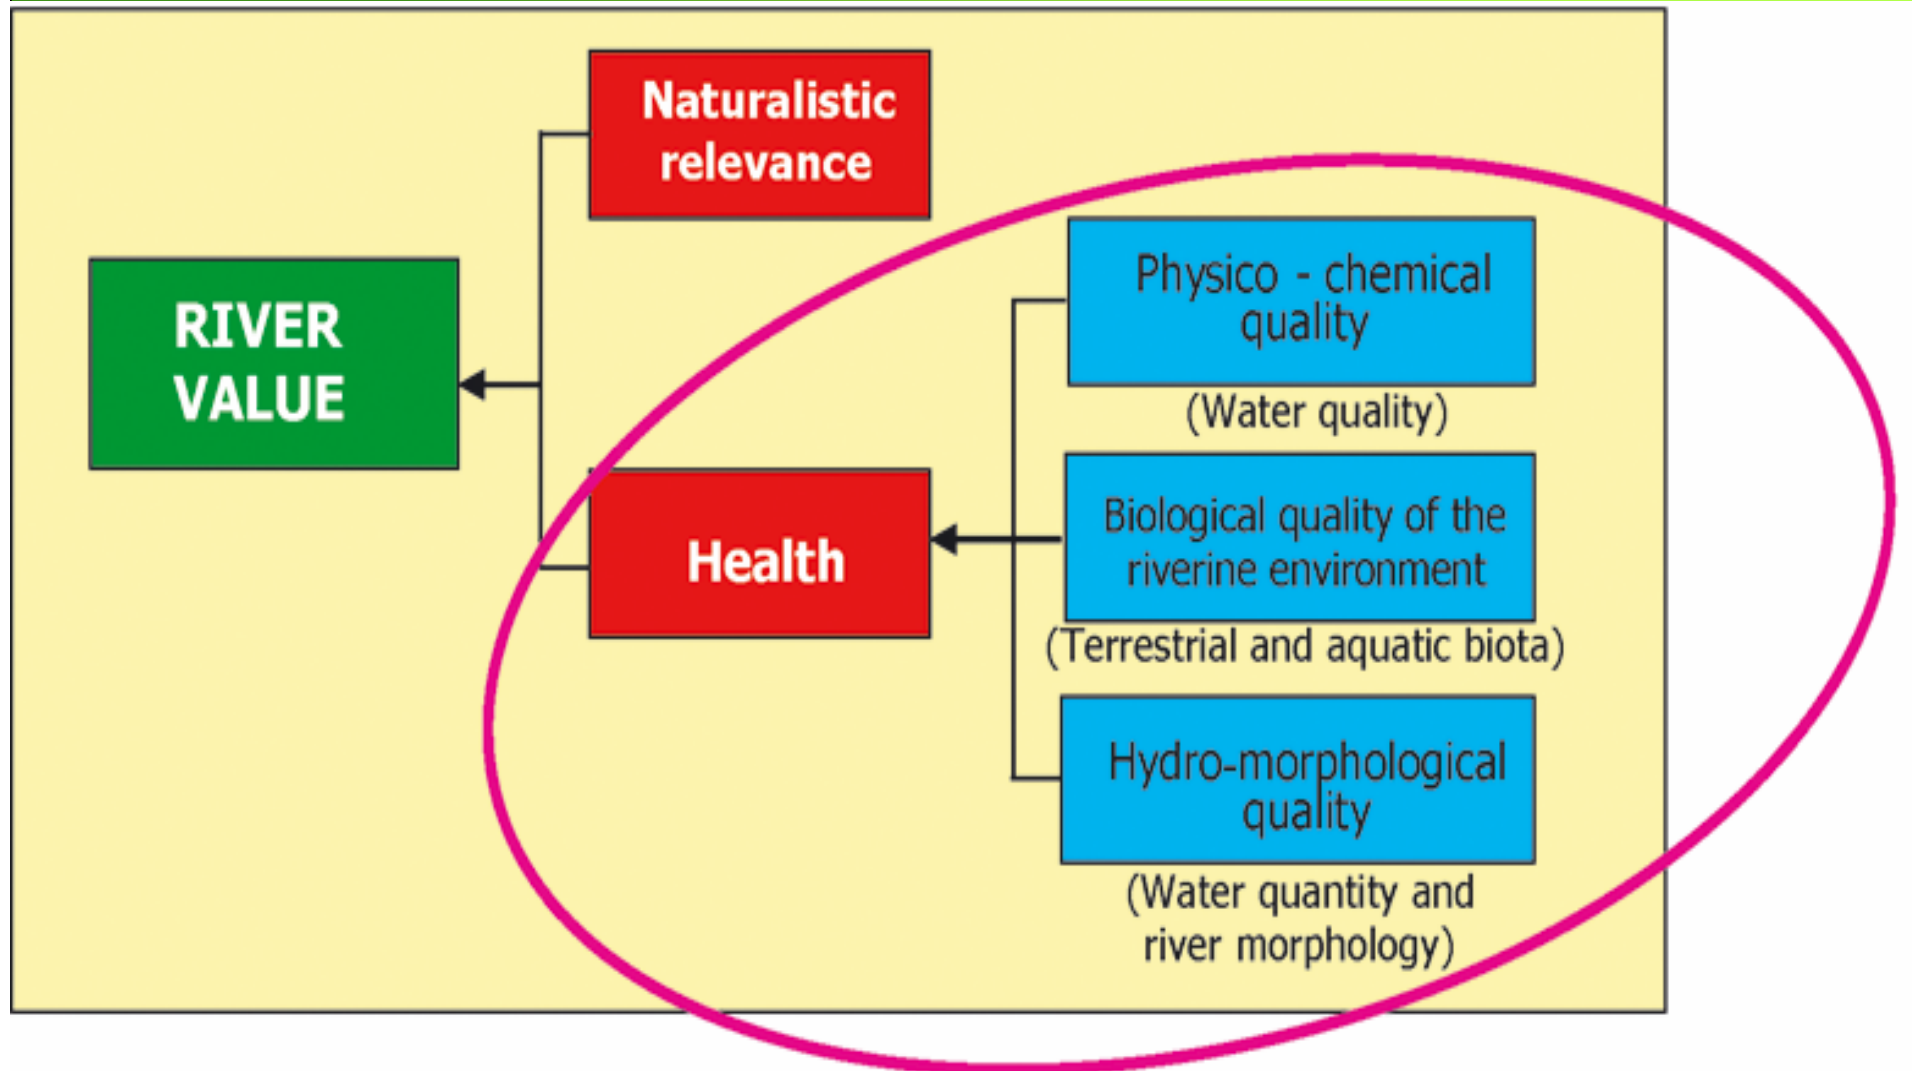 Naturalistic
relevance
RIVER
VALUE
Health
Physico - chemical
quality
(Water quality)
Biological quality of the
riverine environment
(Terrestrial and aquatic biota)
Hydro-morphological
quality
(Water quantity and
river morphology)